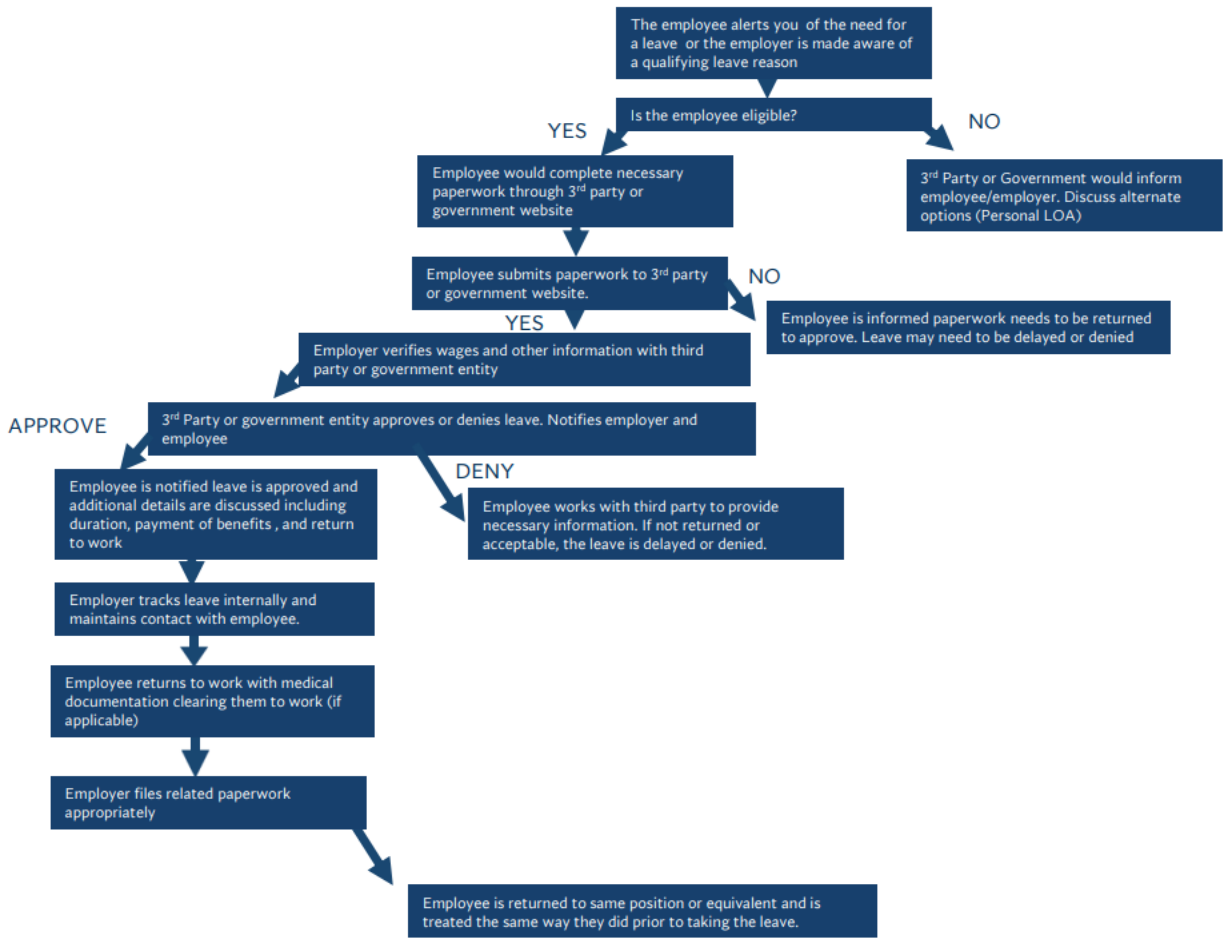 The employee alerts you of the need for
a leave or the employer is made aware of
a qualifying leave reason
Is the employee eligible?
YES
NO
Employee would complete necessary
paperwork through 3rd party or
government website
3rd Party or Government would inform
employee/employer. Discuss alternate
options (Personal LOA)
Employee submits paperwork to 3rd party
or government website.
NO
YES
Employee is informed paperwork needs to be returned
to approve. Leave may need to be delayed or denied
Employer verifies wages and other information with third
party or government entity
APPROVE
3rd Party or government entity approves or denies leave. Notifies employer and
employee
DENY
Employee is notified leave is approved and
additional details are discussed including
duration, payment of benefits , and return
to work
Employee works with third party to provide
necessary information. If not returned or
acceptable, the leave is delayed or denied.
Employer tracks leave internally and
maintains contact with employee.
Employee returns to work with medical
documentation clearing them to work (if
applicable)
Employer files related paperwork
appropriately
Employee is returned to same position or equivalent and is
treated the same way they did prior to taking the leave.